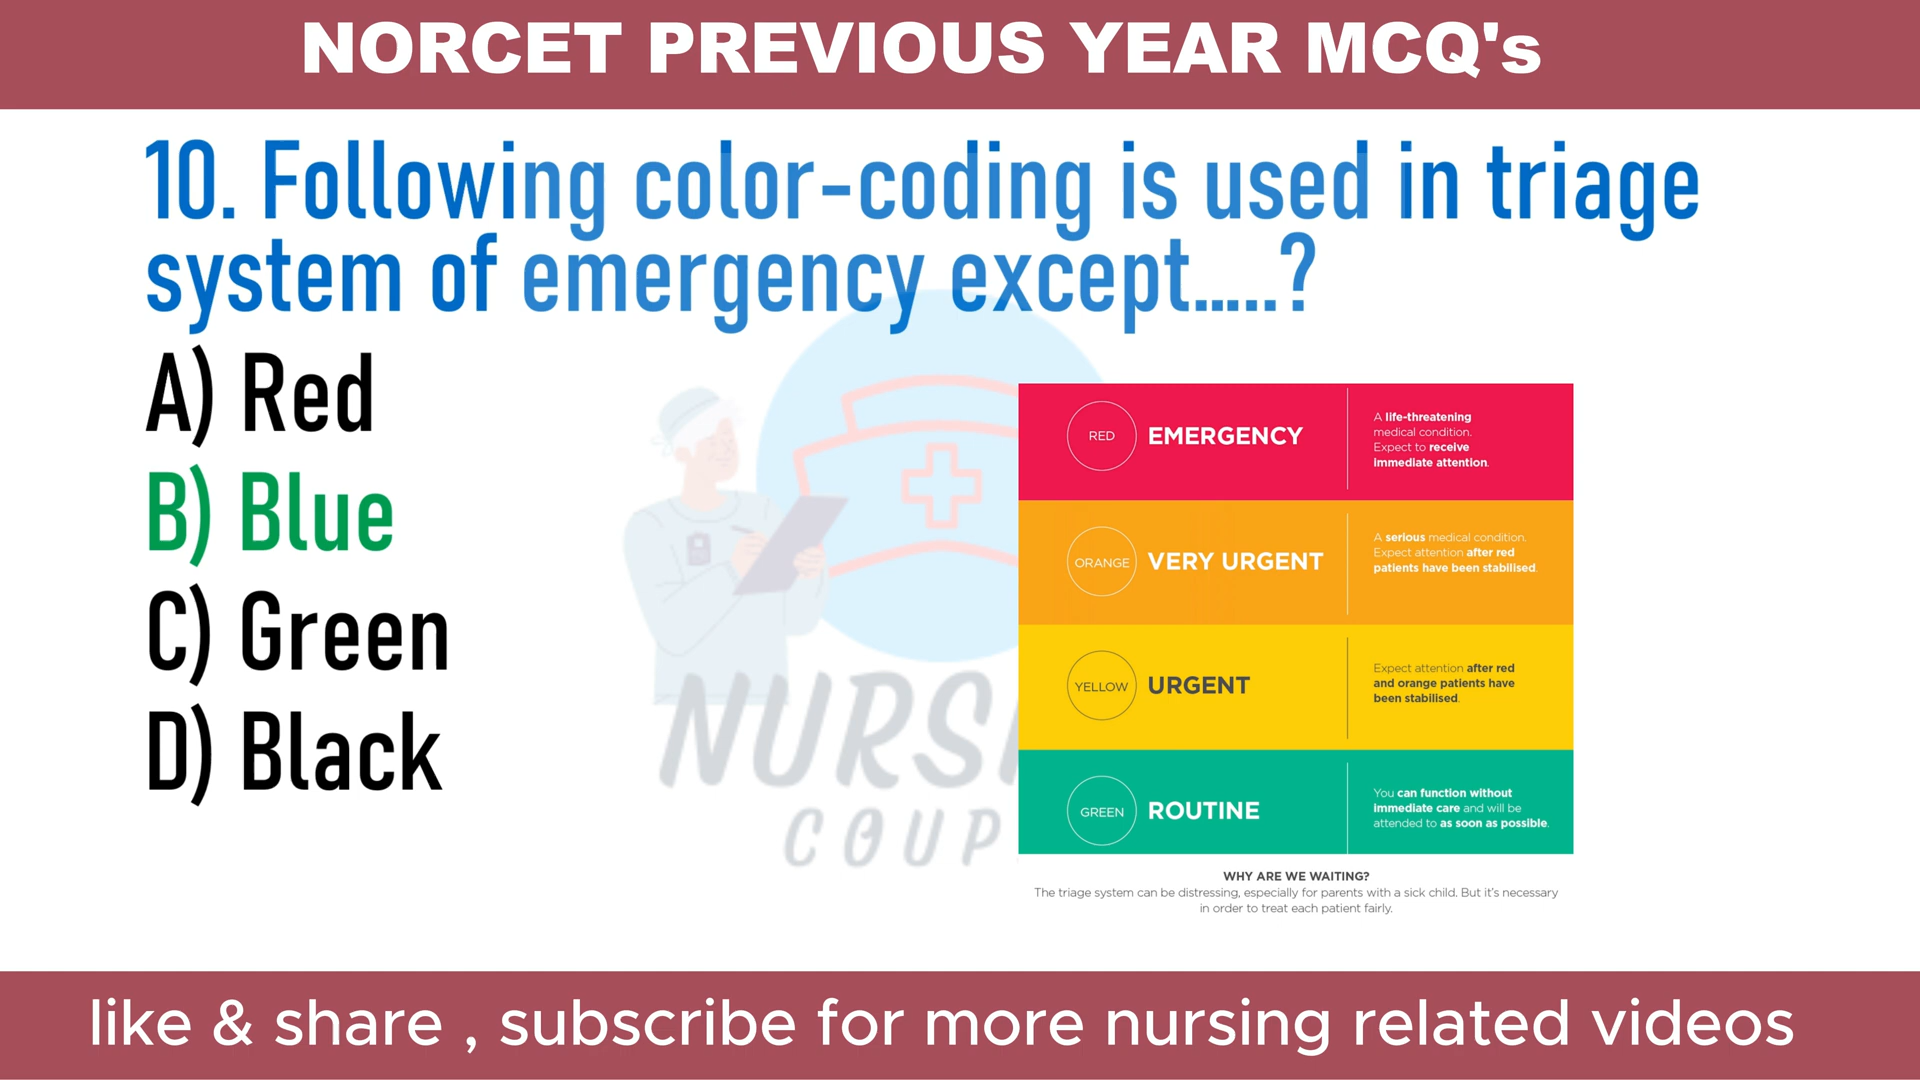 NORCET PREVIOUS YEAR MCQ's
10. Following color-coding is used in triage
system of emergency except.....?
A) Red
B) Blue
C) Green
D) Black
NURSI
COUP
RED
EMERGENCY
A life-threatening
medical condition.
Expect to receive
immediate attention.
ORANGE
VERY URGENT
A serious medical condition.
Expect attention after red
patients have been stabilised.
YELLOW
URGENT
Expect attention after red
and orange patients have
been stabilised.
GREEN
ROUTINE
You can function without
immediate care and will be
attended to as soon as possible.
WHY ARE WE WAITING?
The triage system can be distressing, especially for parents with a sick child. But it's necessary
in order to treat each patient fairly.
like & share , subscribe for more nursing related videos